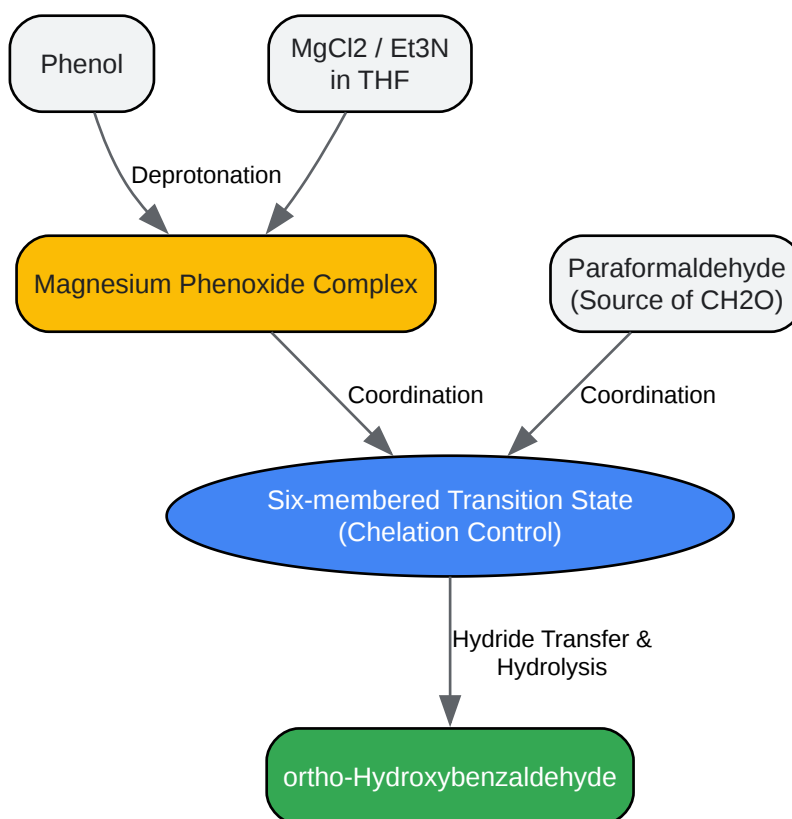 Phenol
MgCl2 / Et3N
in THF
Deprotonation
Magnesium Phenoxide Complex
Paraformaldehyde
(Source of CH2O)
Coordination
Coordination
Six-membered Transition State
(Chelation Control)
Hydride Transfer &
Hydrolysis
ortho-Hydroxybenzaldehyde